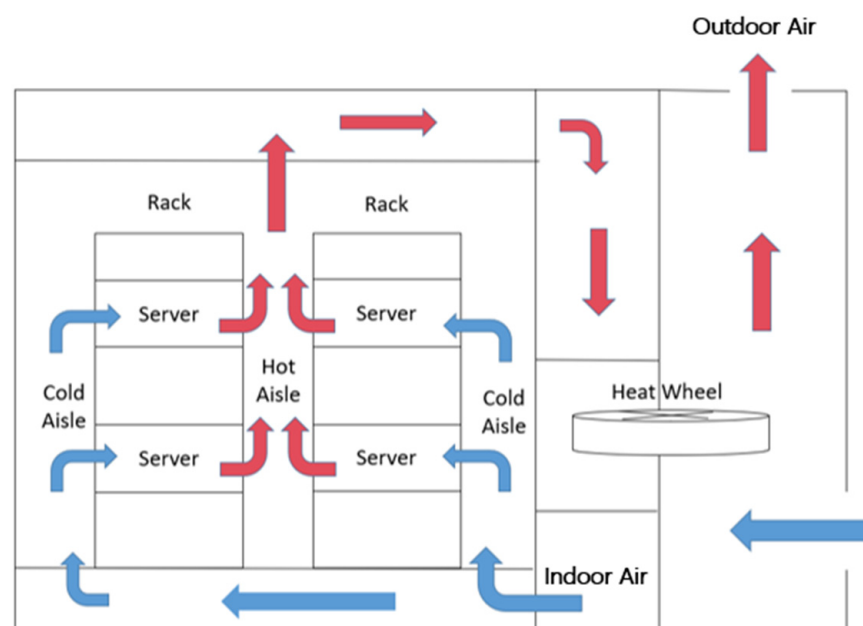 Outdoor Air
Rack
Rack
Server
Server
Hot
Aisle
Cold
Aisle
Cold
Aisle
Heat Wheel
Server
Server
Indoor Air